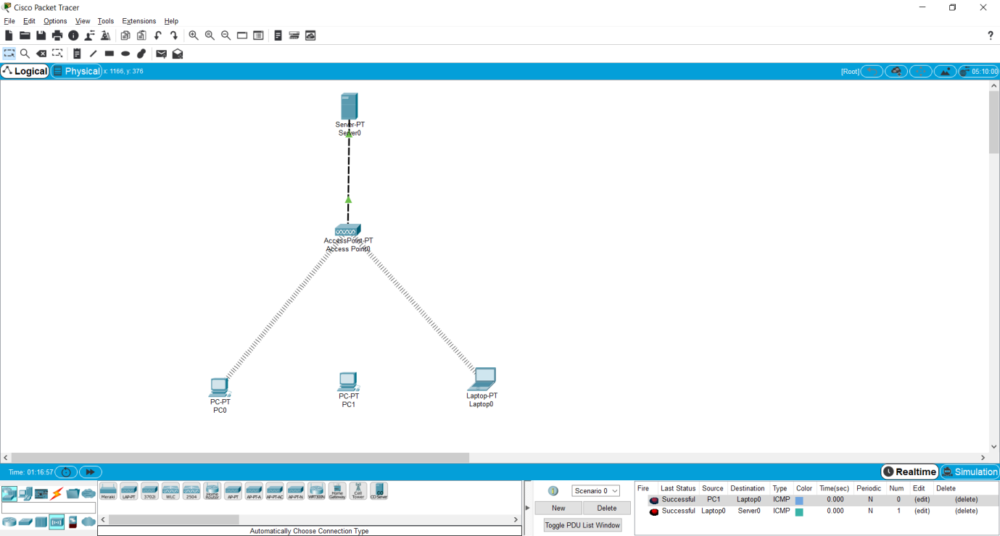 Cisco Packet Tracer
File Edit Options View Tools Extensions Help
?
Logical Physical x: 1166, y: 376 [Root] 05:10:00
Server-PT
Server0
AccessPoint-PT
Access Point0
PC-PT
PC0
PC-PT
PC1
Laptop-PT
Laptop0
Time: 01:16:57 Realtime Simulation
Meraki LAP-PT 3702i WLC 2504 Home Router AP-PT AP-PT-A AP-PT-AC AP-PT-N WRT300N Home Gateway Cell Tower CO Server
Automatically Choose Connection Type
Scenario 0
New Delete
Toggle PDU List Window
Fire Last Status Source Destination Type Color Time(sec) Periodic Num Edit Delete
Successful PC1 Laptop0 ICMP 0.000 N 0 (edit) (delete)
Successful Laptop0 Server0 ICMP 0.000 N 1 (edit) (delete)